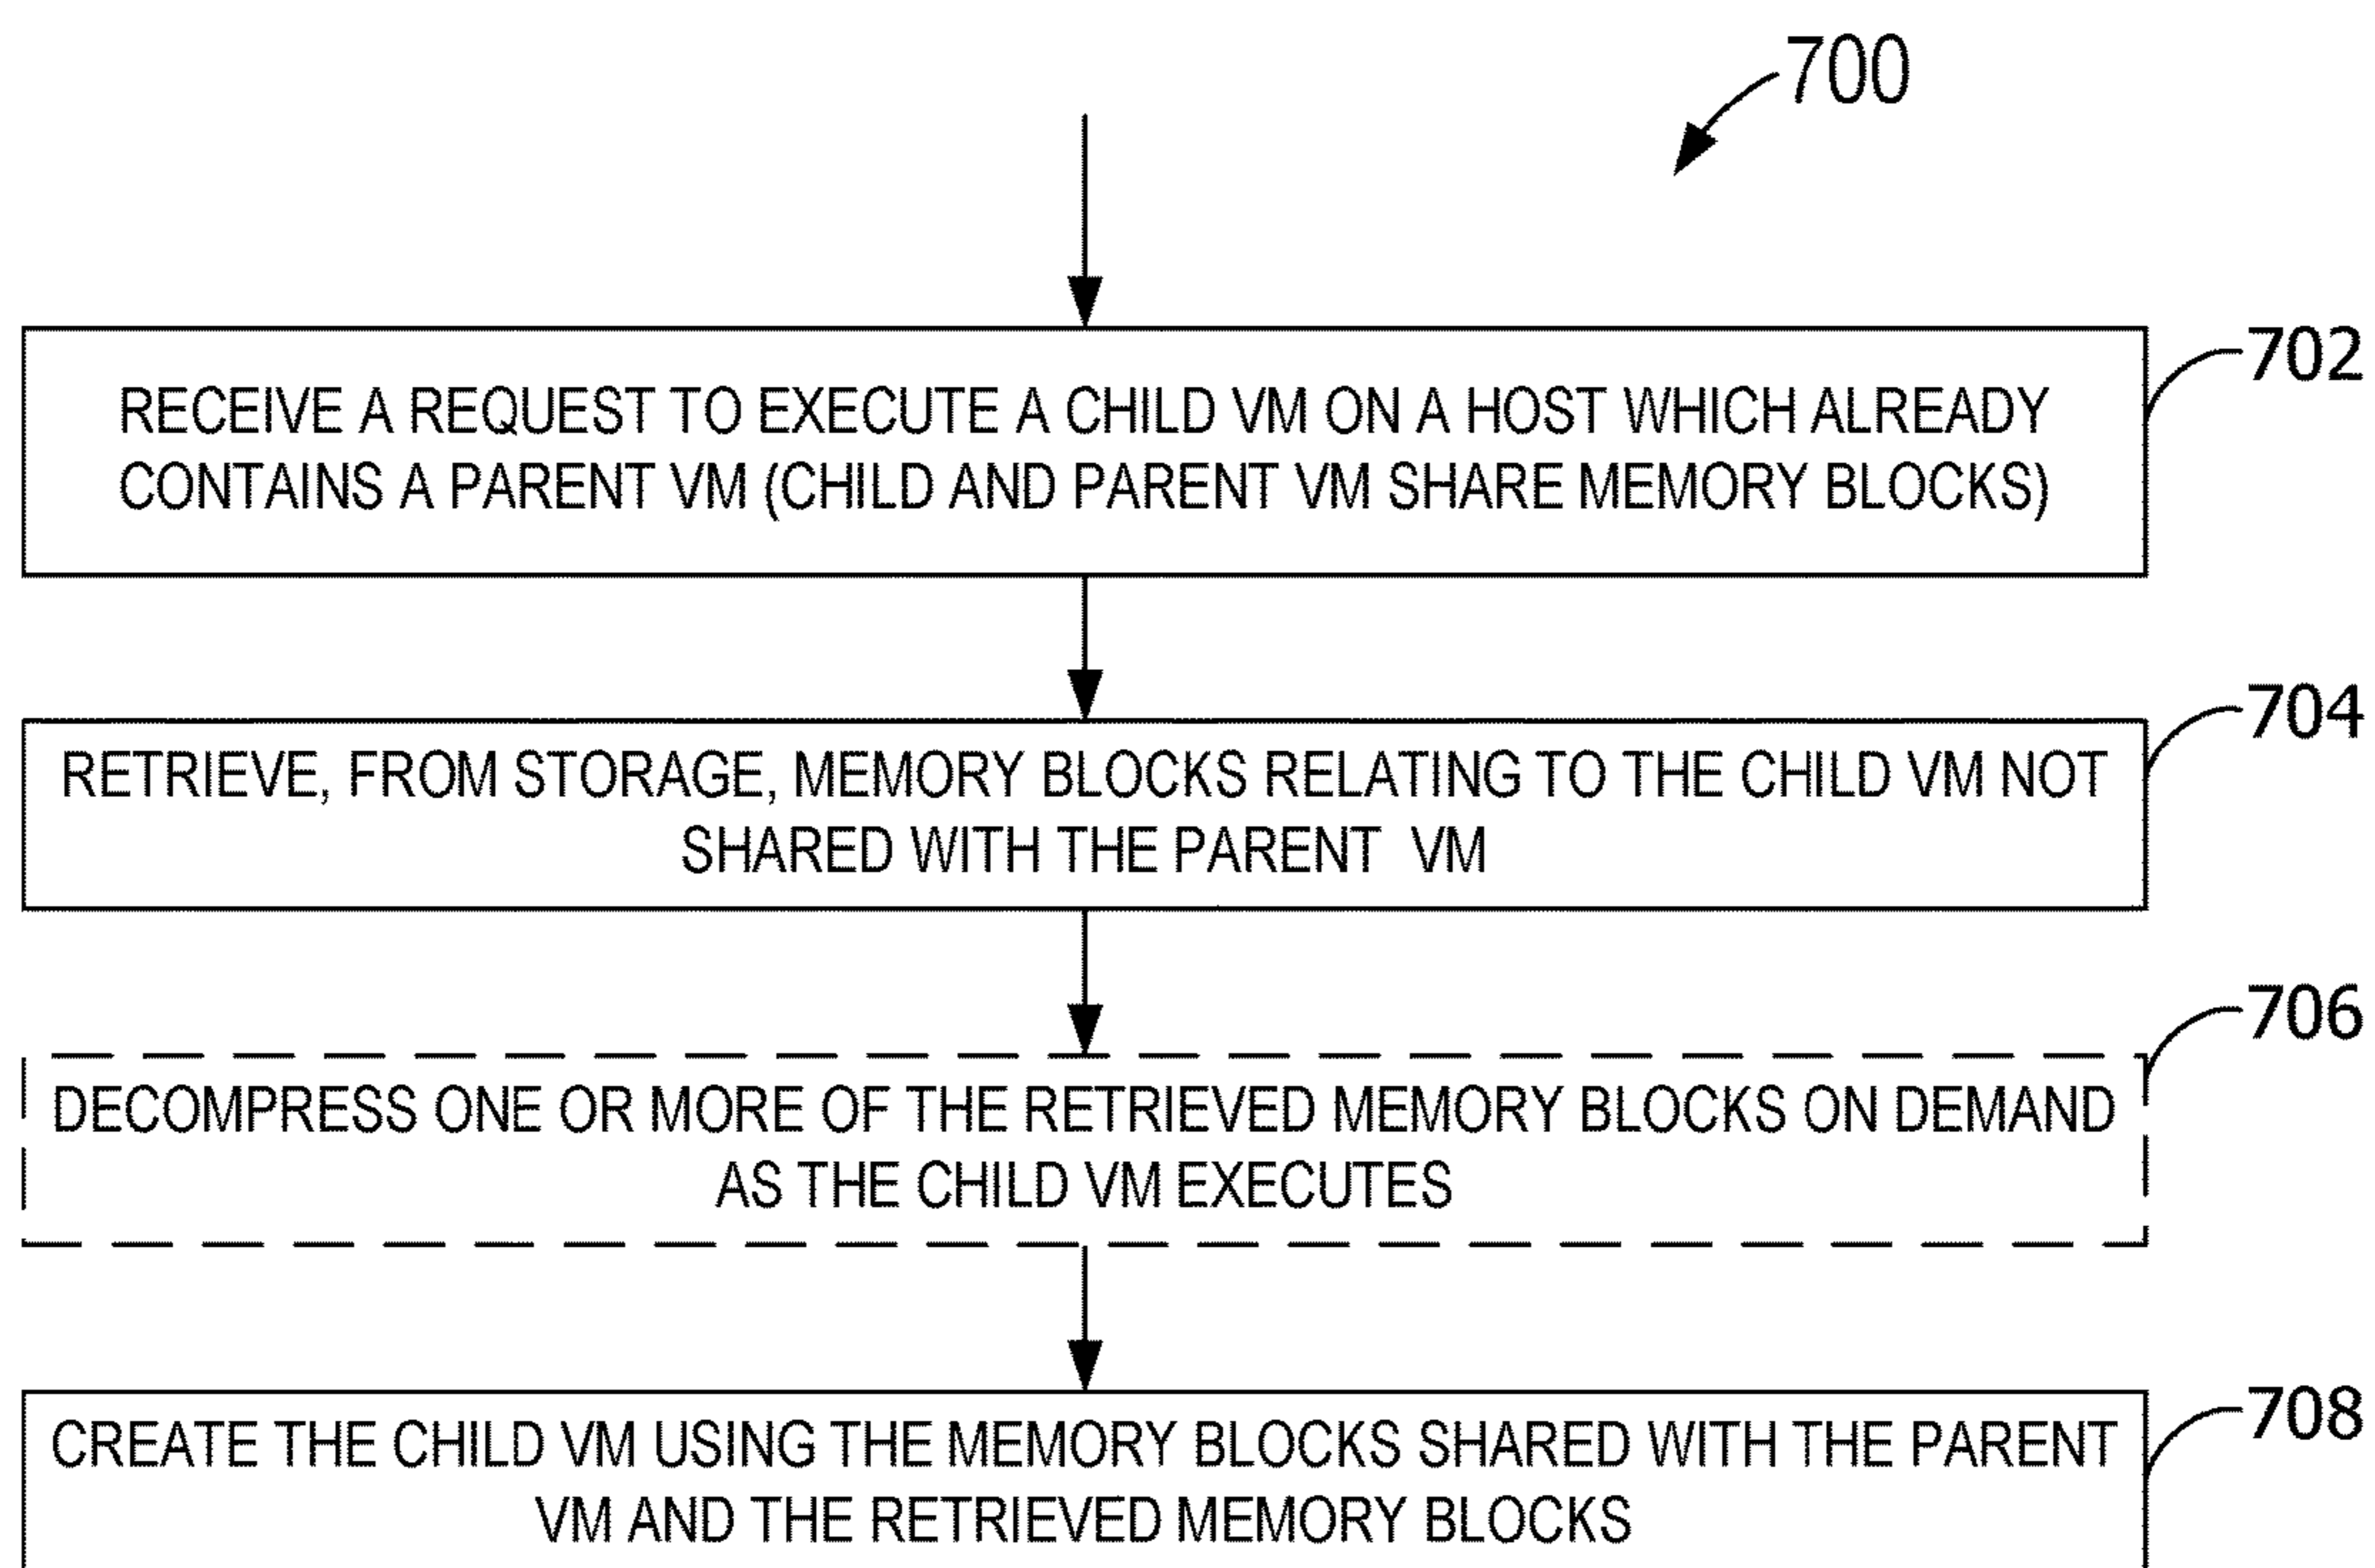 700
702
RECEIVE A REQUEST TO EXECUTE A CHILD VM ON A HOST WHICH ALREADY
CONTAINS A PARENT VM (CHILD AND PARENT VM SHARE MEMORY BLOCKS)
704
RETRIEVE, FROM STORAGE, MEMORY BLOCKS RELATING TO THE CHILD VM NOT
SHARED WITH THE PARENT VM
706
DECOMPRESS ONE OR MORE OF THE RETRIEVED MEMORY BLOCKS ON DEMAND
AS THE CHILD VM EXECUTES
708
CREATE THE CHILD VM USING THE MEMORY BLOCKS SHARED WITH THE PARENT
VM AND THE RETRIEVED MEMORY BLOCKS